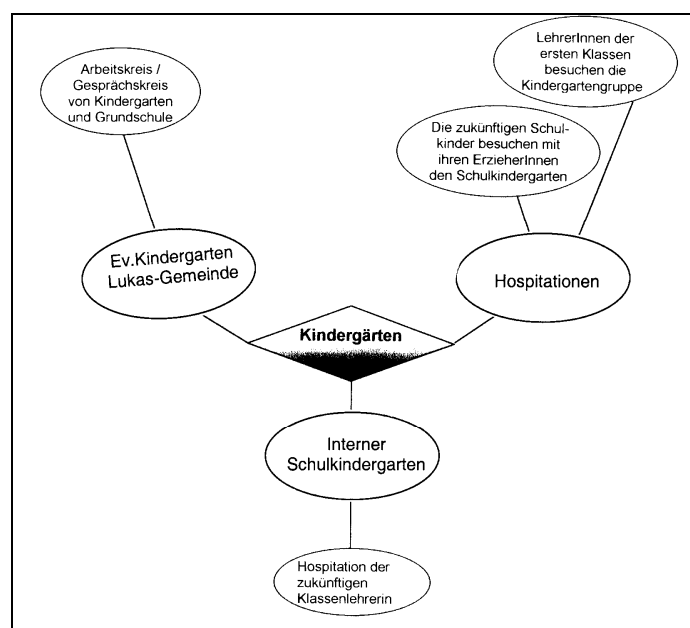 LehrerInnen der
ersten Klassen
besuchen die
Kindergartengruppe
Arbeitskreis /
Gesprächskreis
von Kindergarten
und Grundschule
Die zukünftigen Schul-
kinder besuchen mit
ihren ErzieherInnen
den Schulkindergarten
Ev.Kindergarten
Lukas-Gemeinde
Hospitationen
Kindergärten
Interner
Schulkindergarten
Hospitation der
zukünftigen
Klassenlehrerin